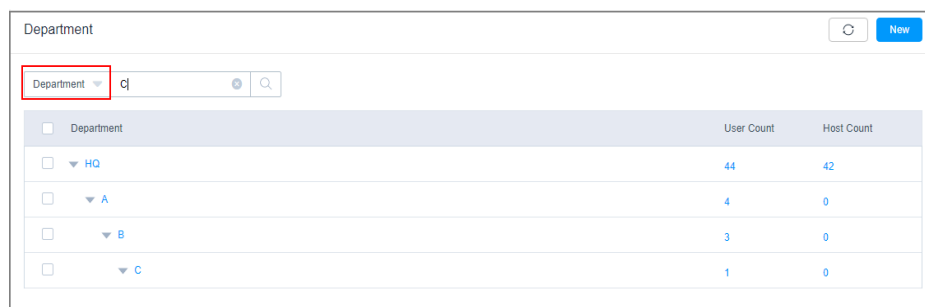 Department
New
Department C
Department User Count Host Count
HQ 44 42
A 4 0
B 3 0
C 1 0